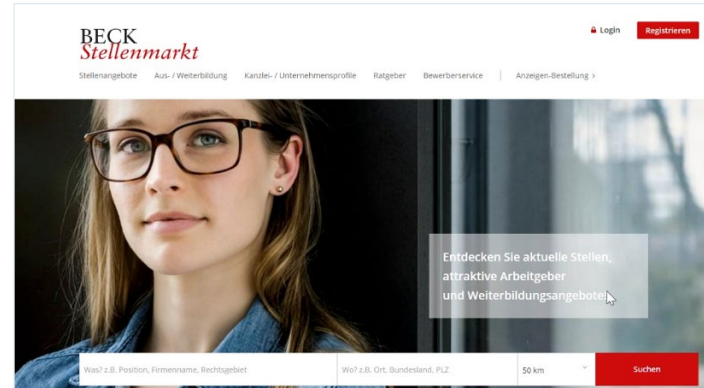 BECK
Stellenmarkt
Login
Registrieren
Stellenangebote Aus- / Weiterbildung Kanzlei- / Unternehmensprofile Ratgeber Bewerberservice Anzeigen-Bestellung >
Entdecken Sie aktuelle Stellen,
attraktive Arbeitgeber
und Weiterbildungsangebote!
Was? z.B. Position, Firmenname, Rechtsgebiet
Wo? z.B. Ort, Bundesland, PLZ
50 km
Suchen